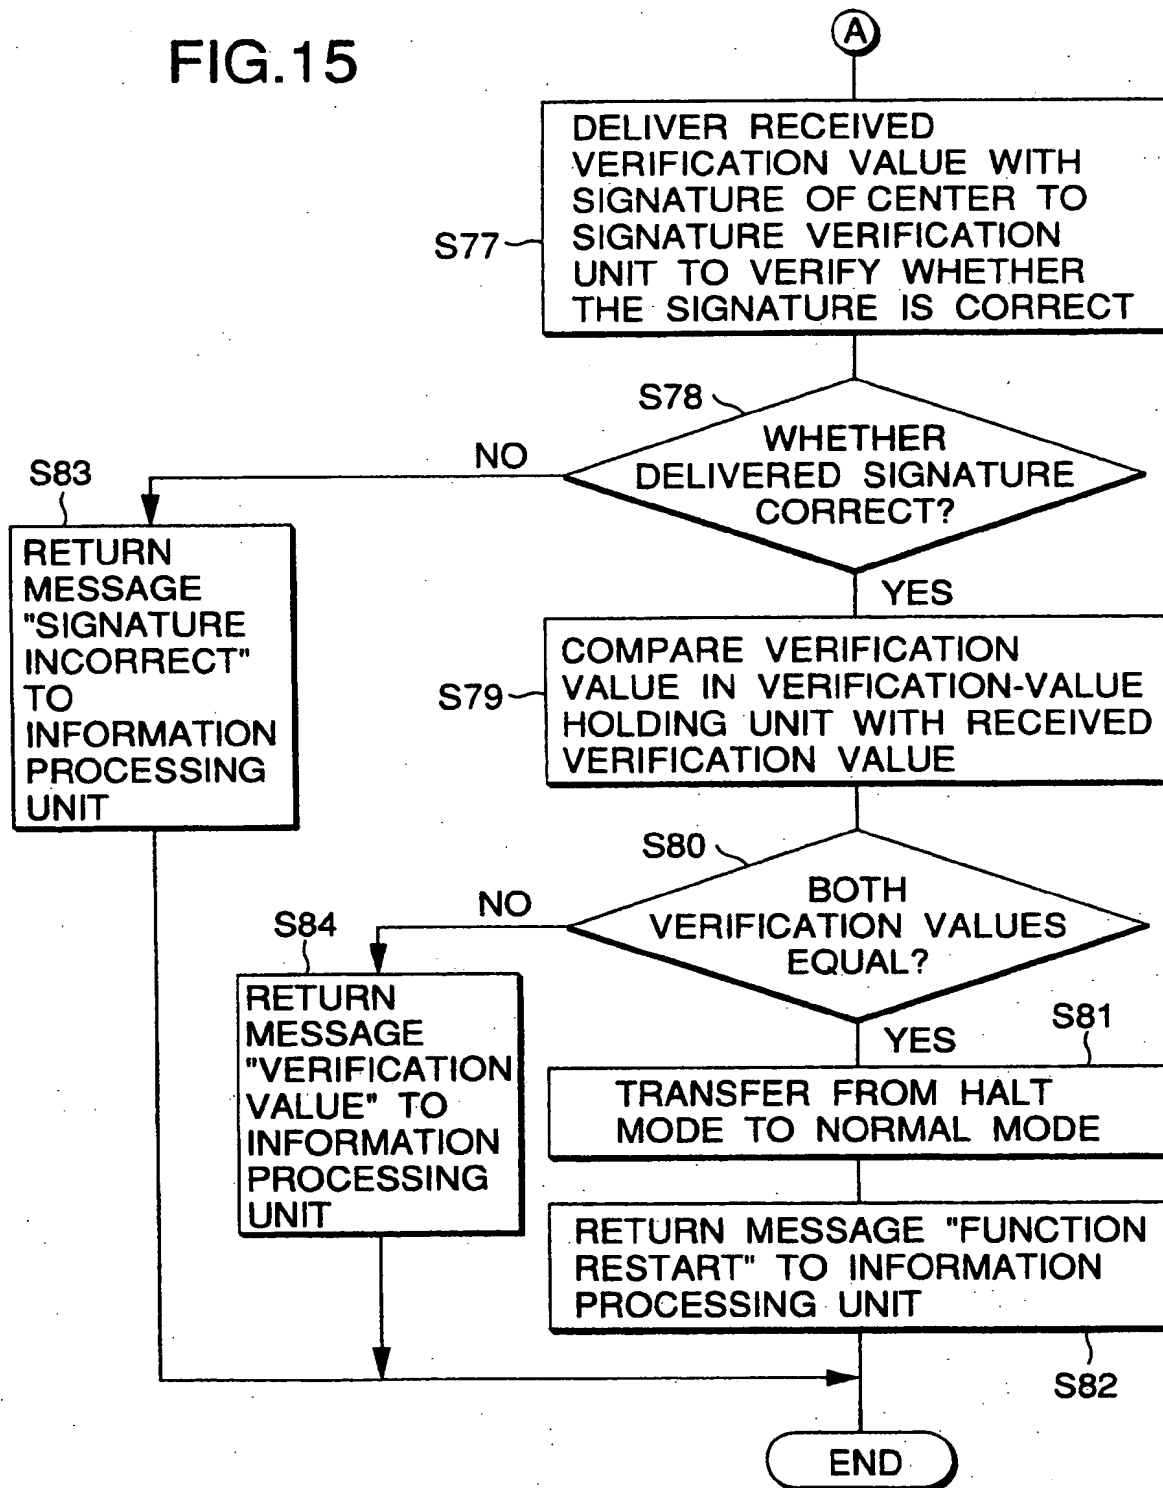 FIG.15
A
DELIVER RECEIVED
VERIFICATION VALUE WITH
SIGNATURE OF CENTER TO
SIGNATURE VERIFICATION
UNIT TO VERIFY WHETHER
THE SIGNATURE IS CORRECT
S77
S78
WHETHER
DELIVERED SIGNATURE
CORRECT?
NO
YES
S83
RETURN
MESSAGE
"SIGNATURE
INCORRECT"
TO
INFORMATION
PROCESSING
UNIT
S79
COMPARE VERIFICATION
VALUE IN VERIFICATION-VALUE
HOLDING UNIT WITH RECEIVED
VERIFICATION VALUE
S80
BOTH
VERIFICATION VALUES
EQUAL?
NO
YES
S84
RETURN
MESSAGE
"VERIFICATION
VALUE" TO
INFORMATION
PROCESSING
UNIT
S81
TRANSFER FROM HALT
MODE TO NORMAL MODE
RETURN MESSAGE "FUNCTION
RESTART" TO INFORMATION
PROCESSING UNIT
S82
END